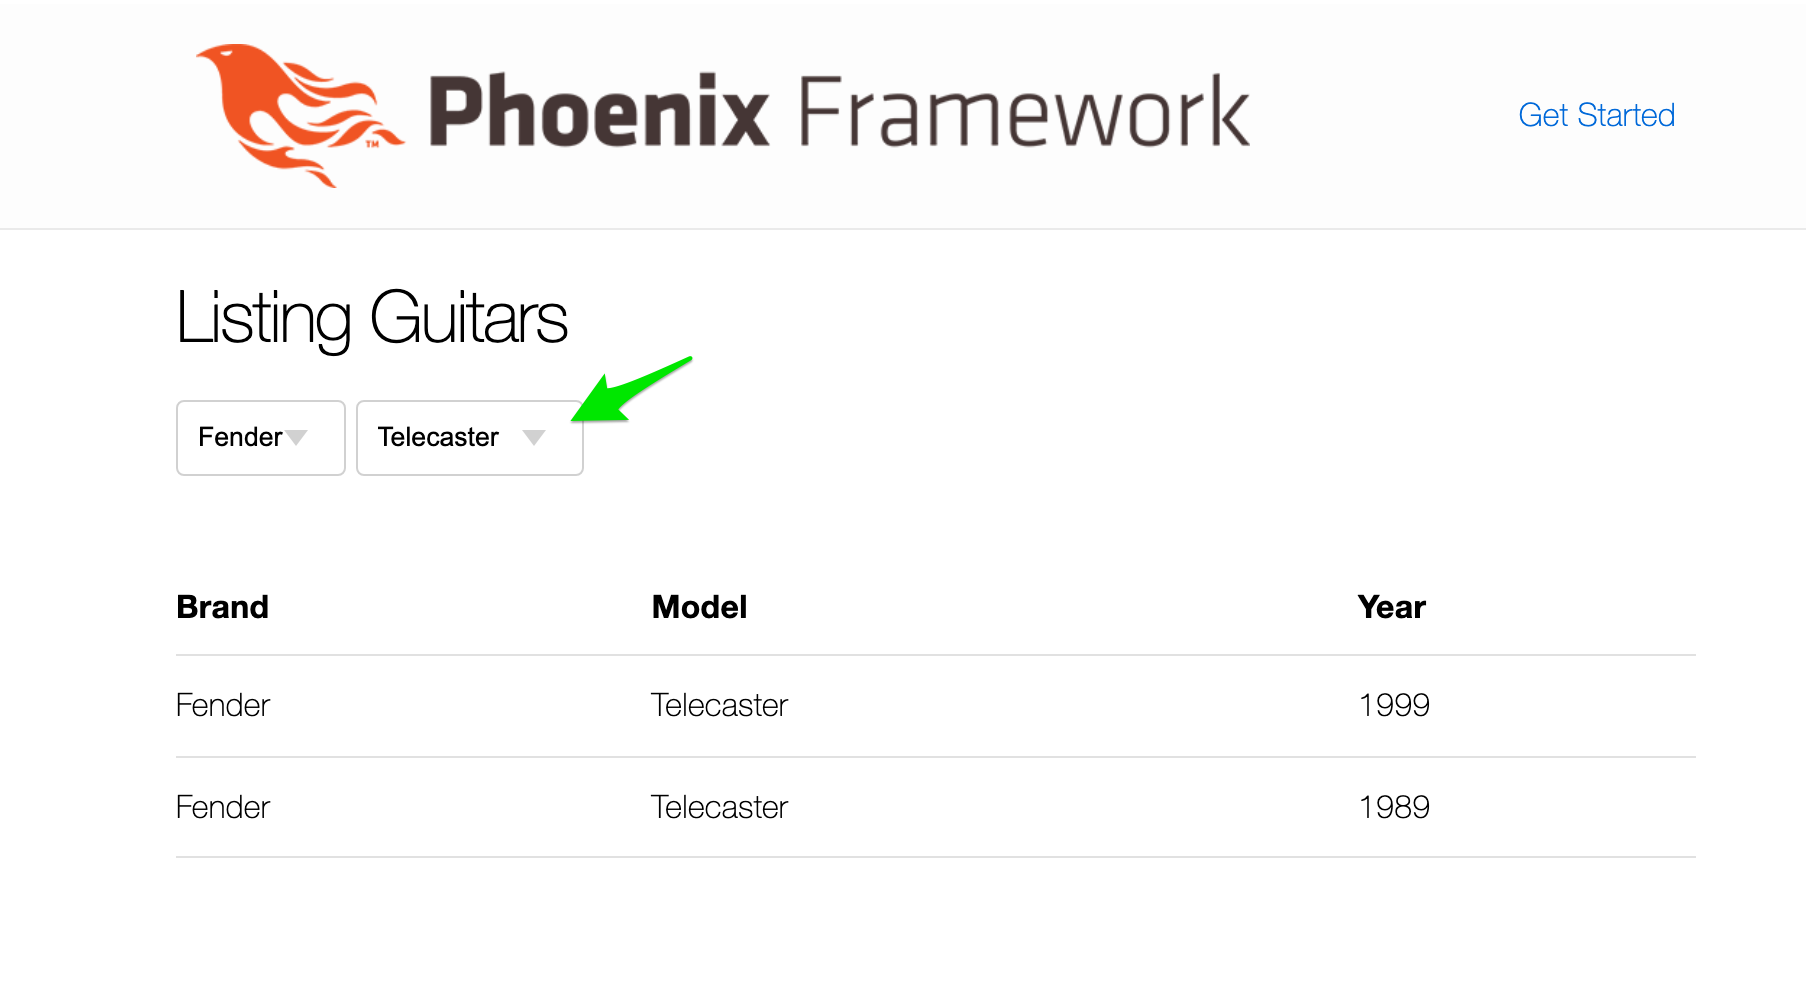 Phoenix Framework
TM
Get Started
Listing Guitars
Fender Telecaster
Brand Model Year
Fender Telecaster 1999
Fender Telecaster 1989